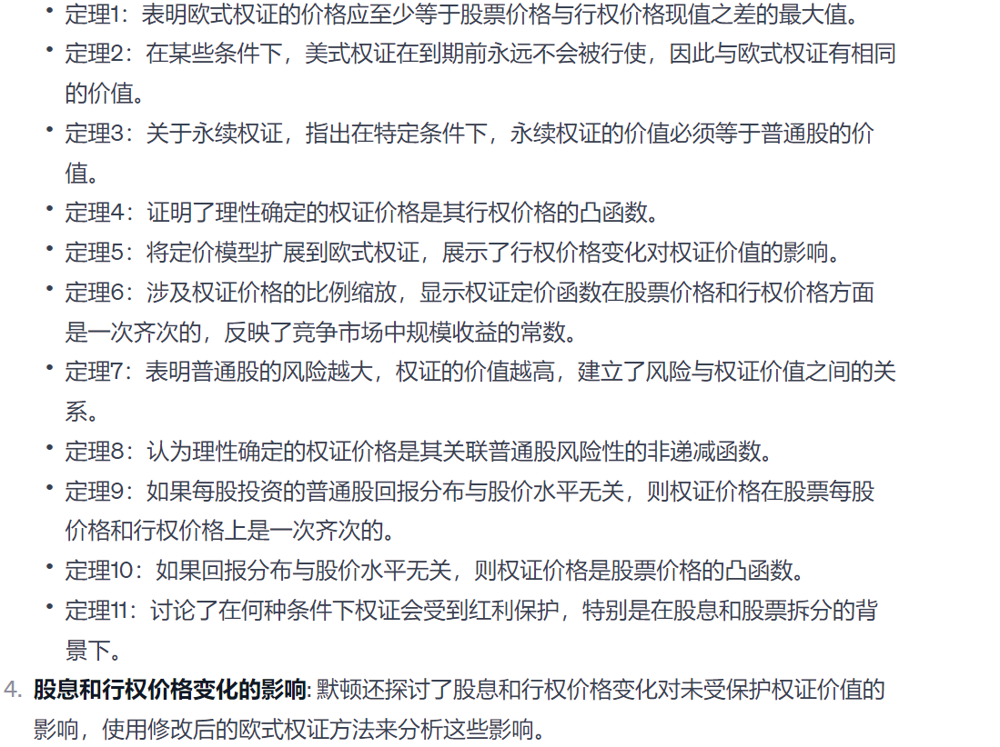 • 定理1：表明欧式权证的价格应至少等于股票价格与行权价格现值之差的最大值。
• 定理2：在某些条件下，美式权证在到期前永远不会被行使，因此与欧式权证有相同
的价值。
• 定理3：关于永续权证，指出在特定条件下，永续权证的价值必须等于普通股的价
值。
• 定理4：证明了理性确定的权证价格是其行权价格的凸函数。
• 定理5：将定价模型扩展到欧式权证，展示了行权价格变化对权证价值的影响。
• 定理6：涉及权证价格的比例缩放，显示权证定价函数在股票价格和行权价格方面
是一次齐次的，反映了竞争市场中规模收益的常数。
• 定理7：表明普通股的风险越大，权证的价值越高，建立了风险与权证价值之间的关
系。
• 定理8：认为理性确定的权证价格是其关联普通股风险性的非递减函数。
• 定理9：如果每股投资的普通股回报分布与股价水平无关，则权证价格在股票每股
价格和行权价格上是一次齐次的。
• 定理10：如果回报分布与股价水平无关，则权证价格是股票价格的凸函数。
• 定理11：讨论了在何种条件下权证会受到红利保护，特别是在股息和股票拆分的背
景下。
4. 股息和行权价格变化的影响: 默顿还探讨了股息和行权价格变化对未受保护权证价值的
影响，使用修改后的欧式权证方法来分析这些影响。